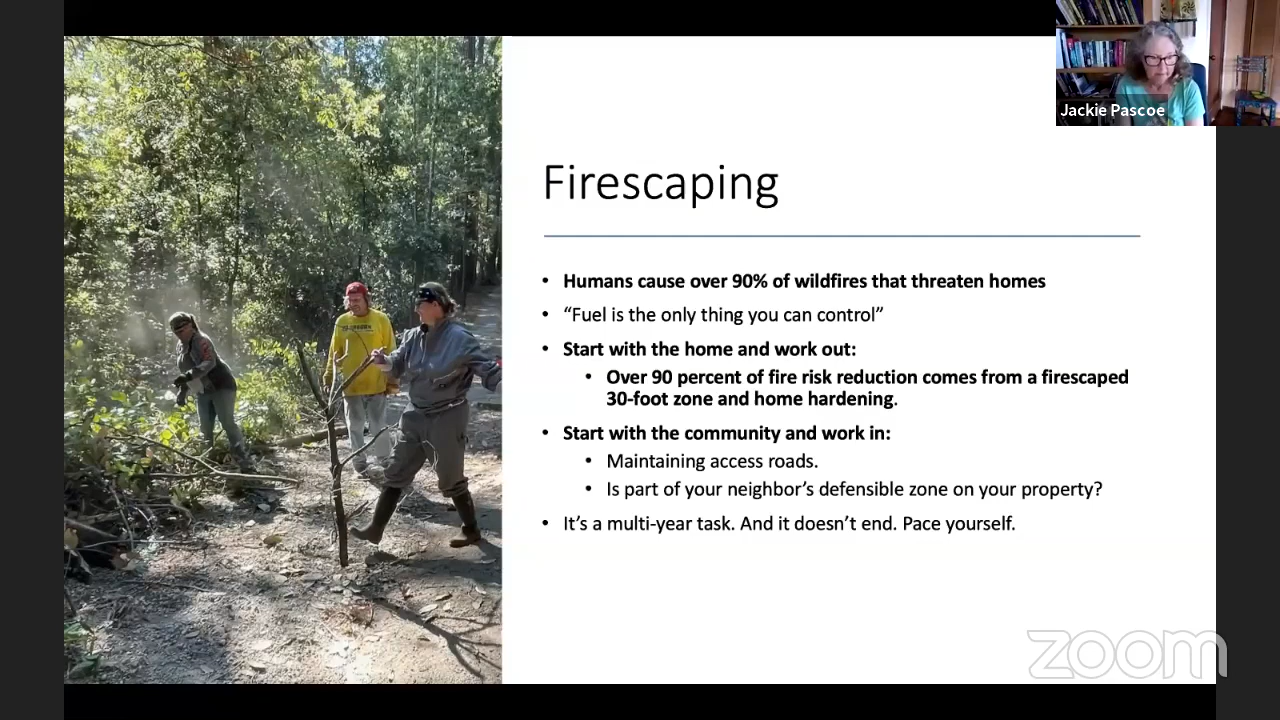 Jackie Pascoe
Firescaping
• Humans cause over 90% of wildfires that threaten homes
• “Fuel is the only thing you can control”
• Start with the home and work out:
• Over 90 percent of fire risk reduction comes from a firescaped
30-foot zone and home hardening.
• Start with the community and work in:
• Maintaining access roads.
• Is part of your neighbor’s defensible zone on your property?
• It’s a multi-year task. And it doesn’t end. Pace yourself.
zoom